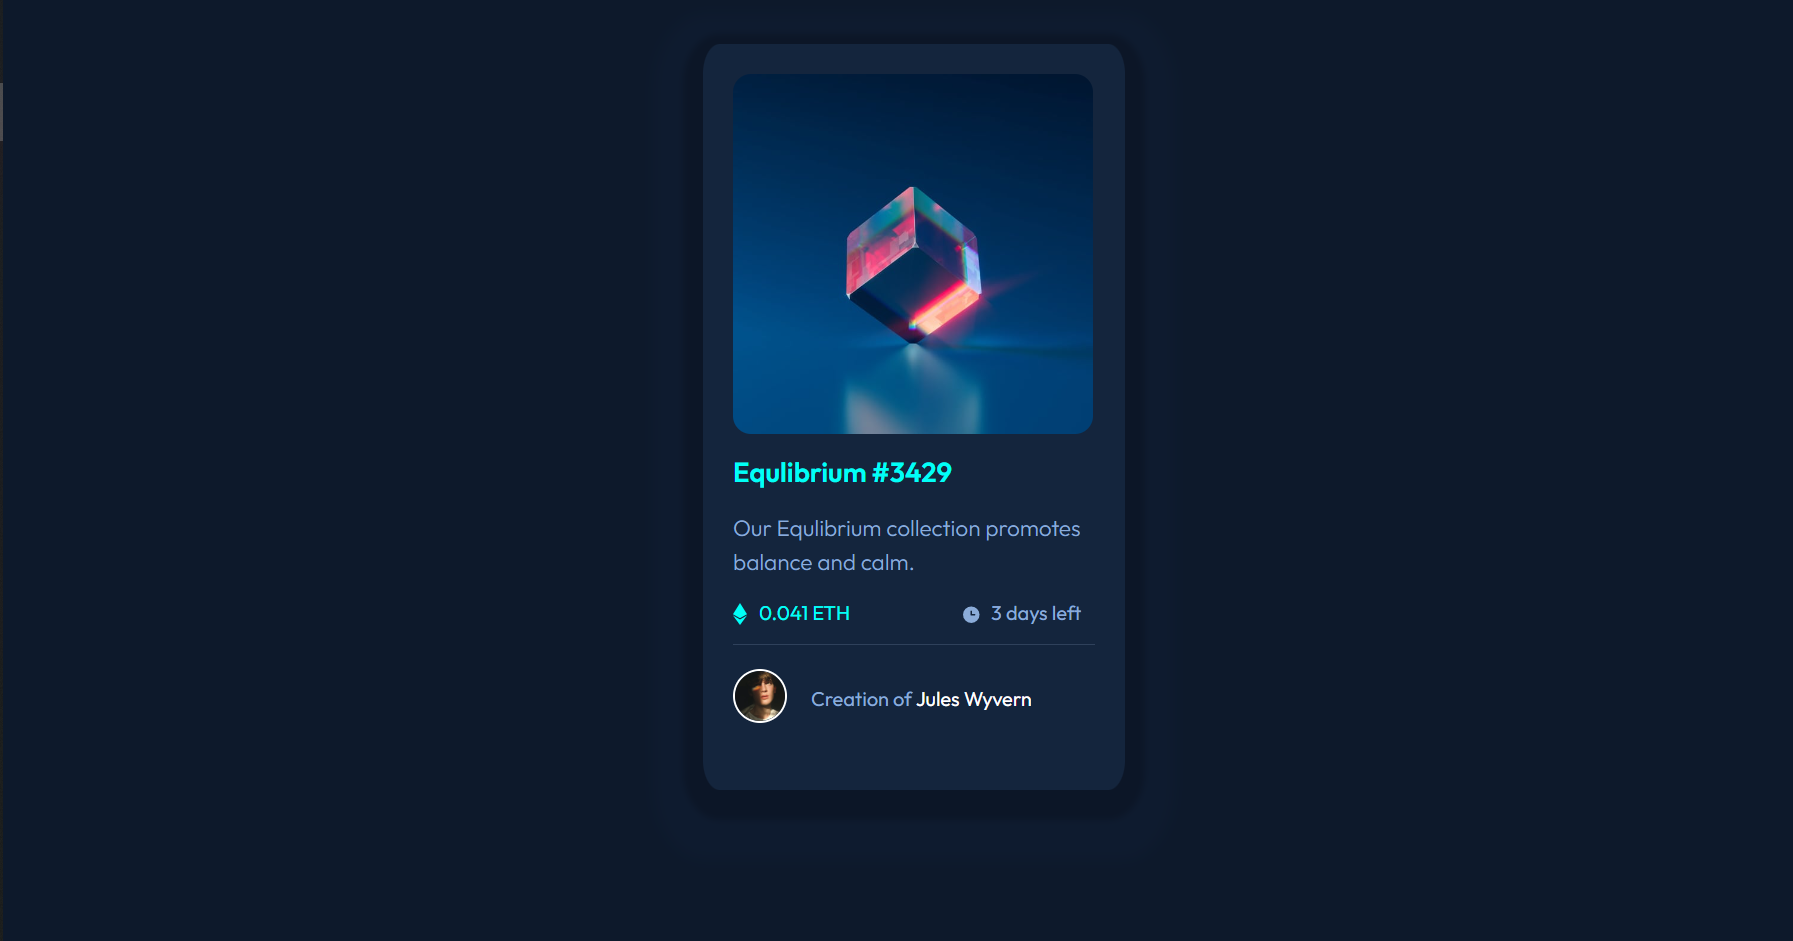 Equlibrium #3429
Our Equlibrium collection promotes
balance and calm.
0.041 ETH
3 days left
Creation of Jules Wyvern